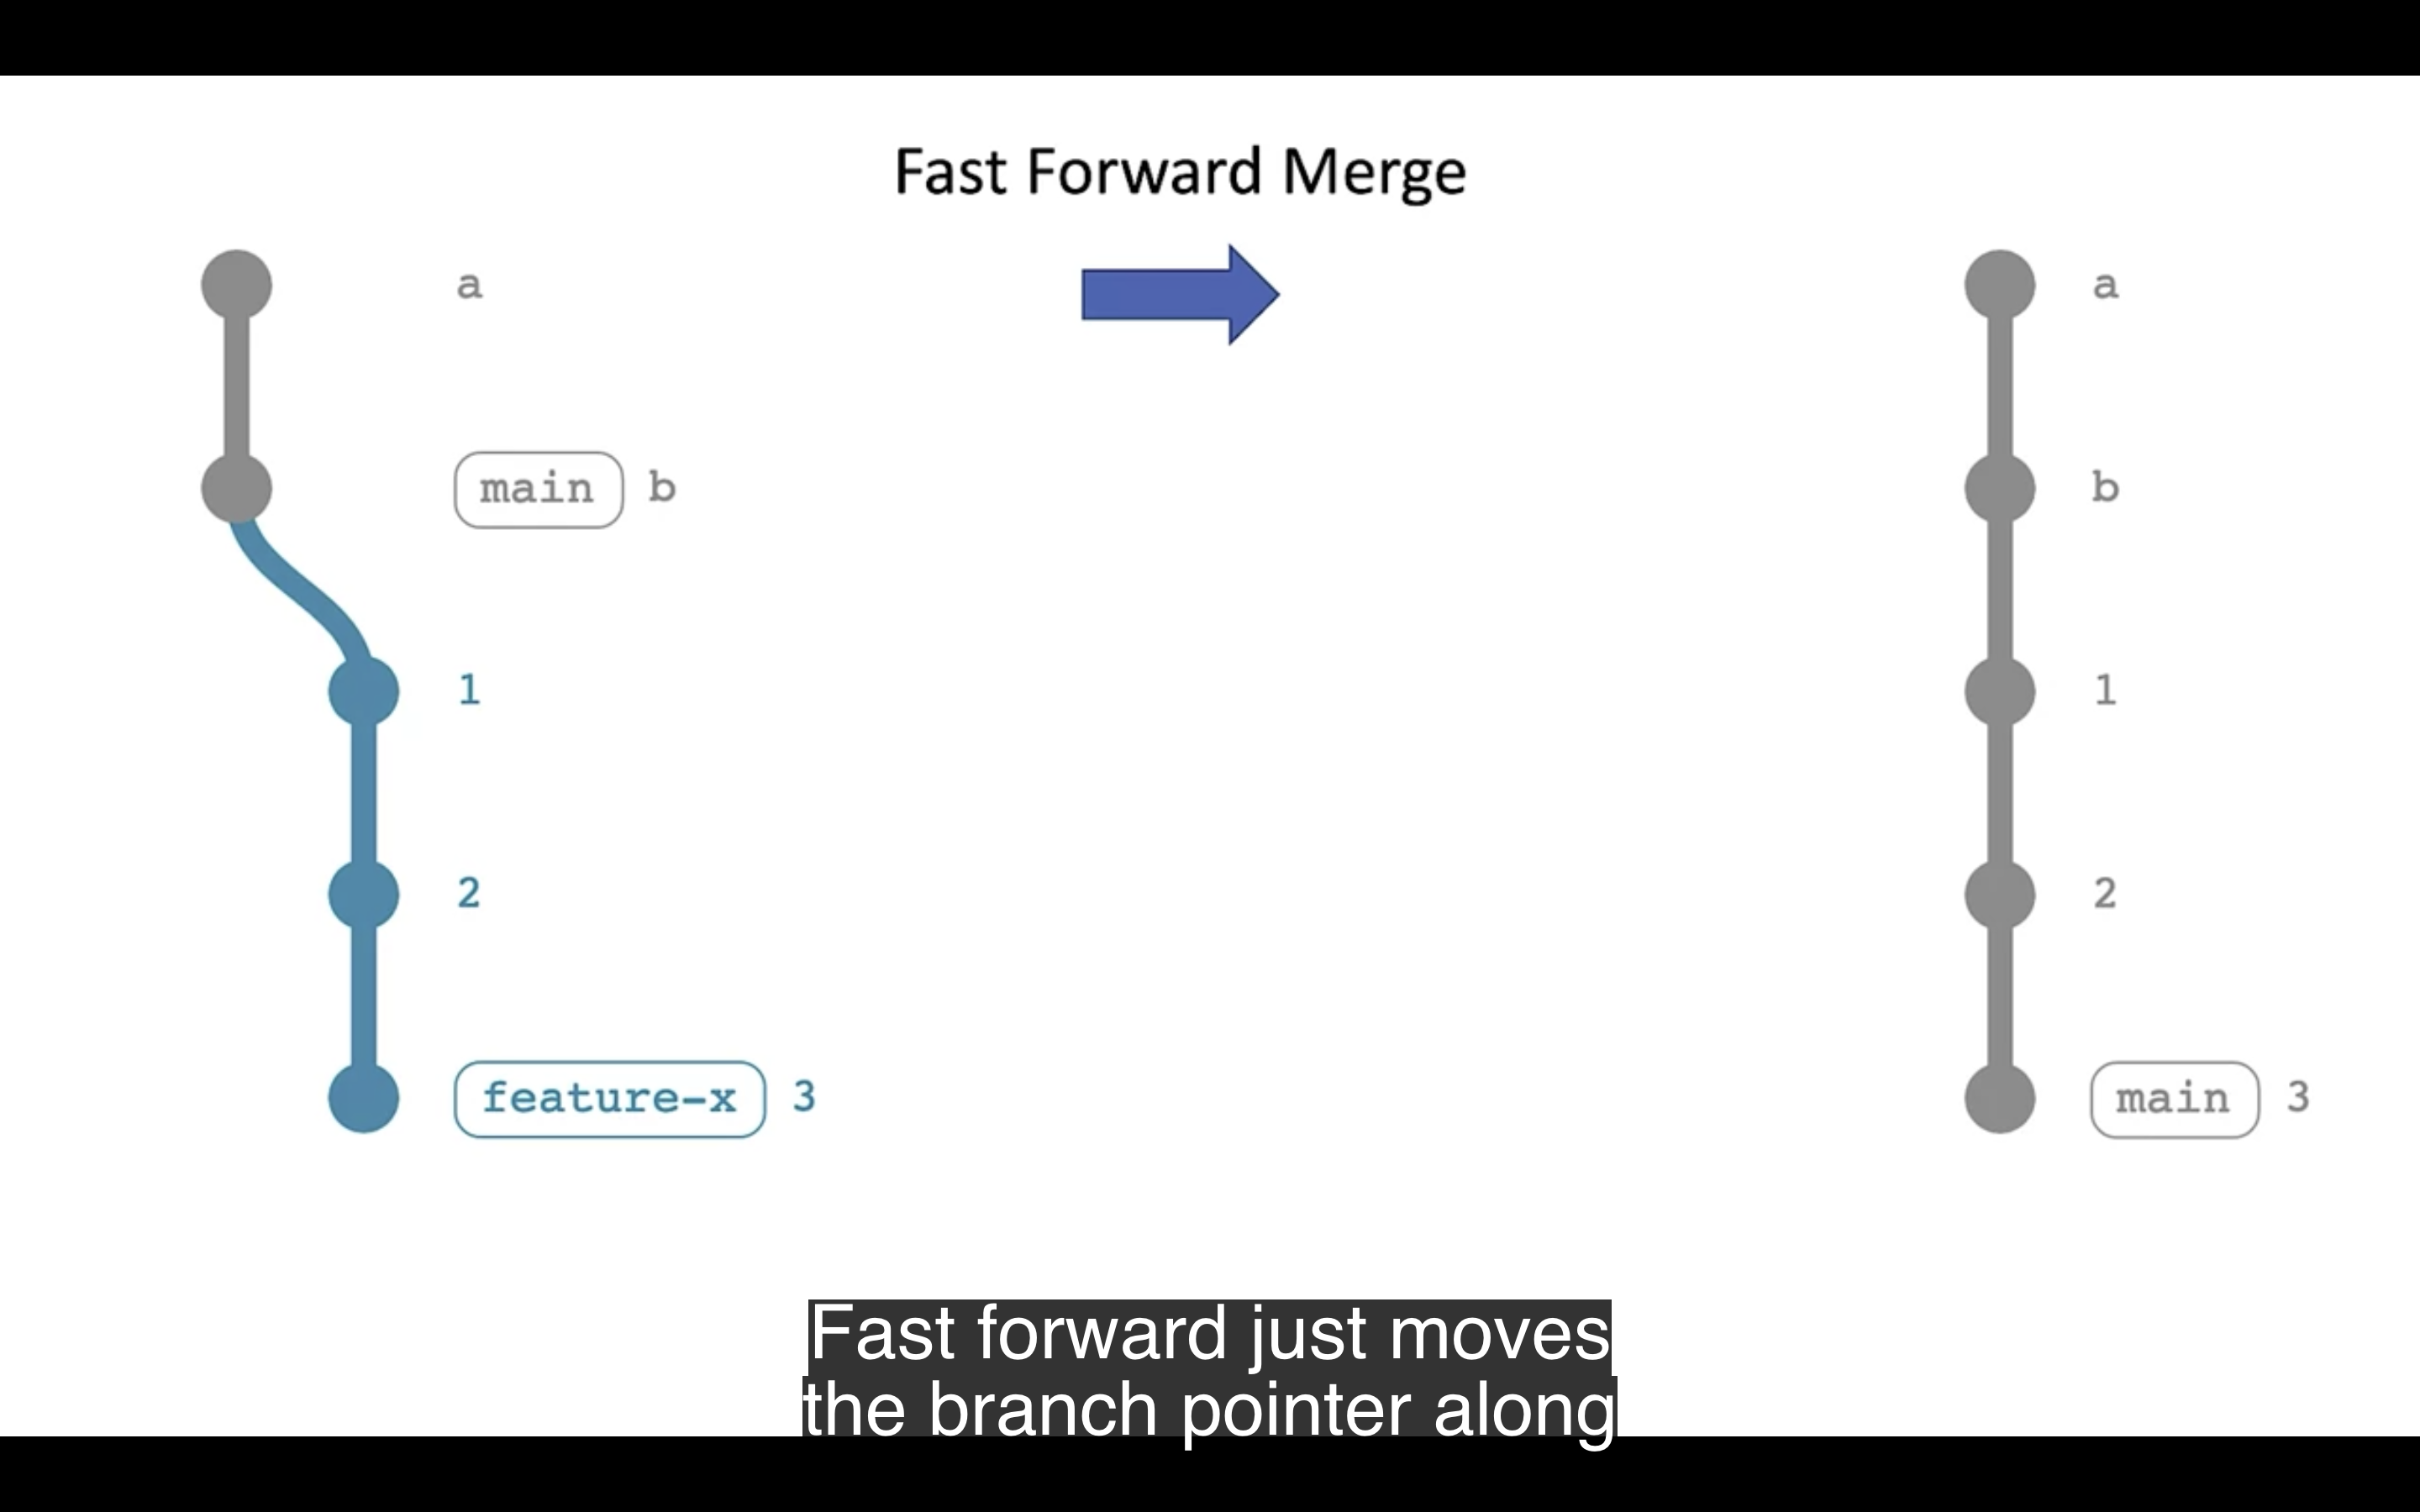 Fast Forward Merge
a
main b
1
2
feature-x 3
a
b
1
2
main 3
Fast forward just moves
the branch pointer along